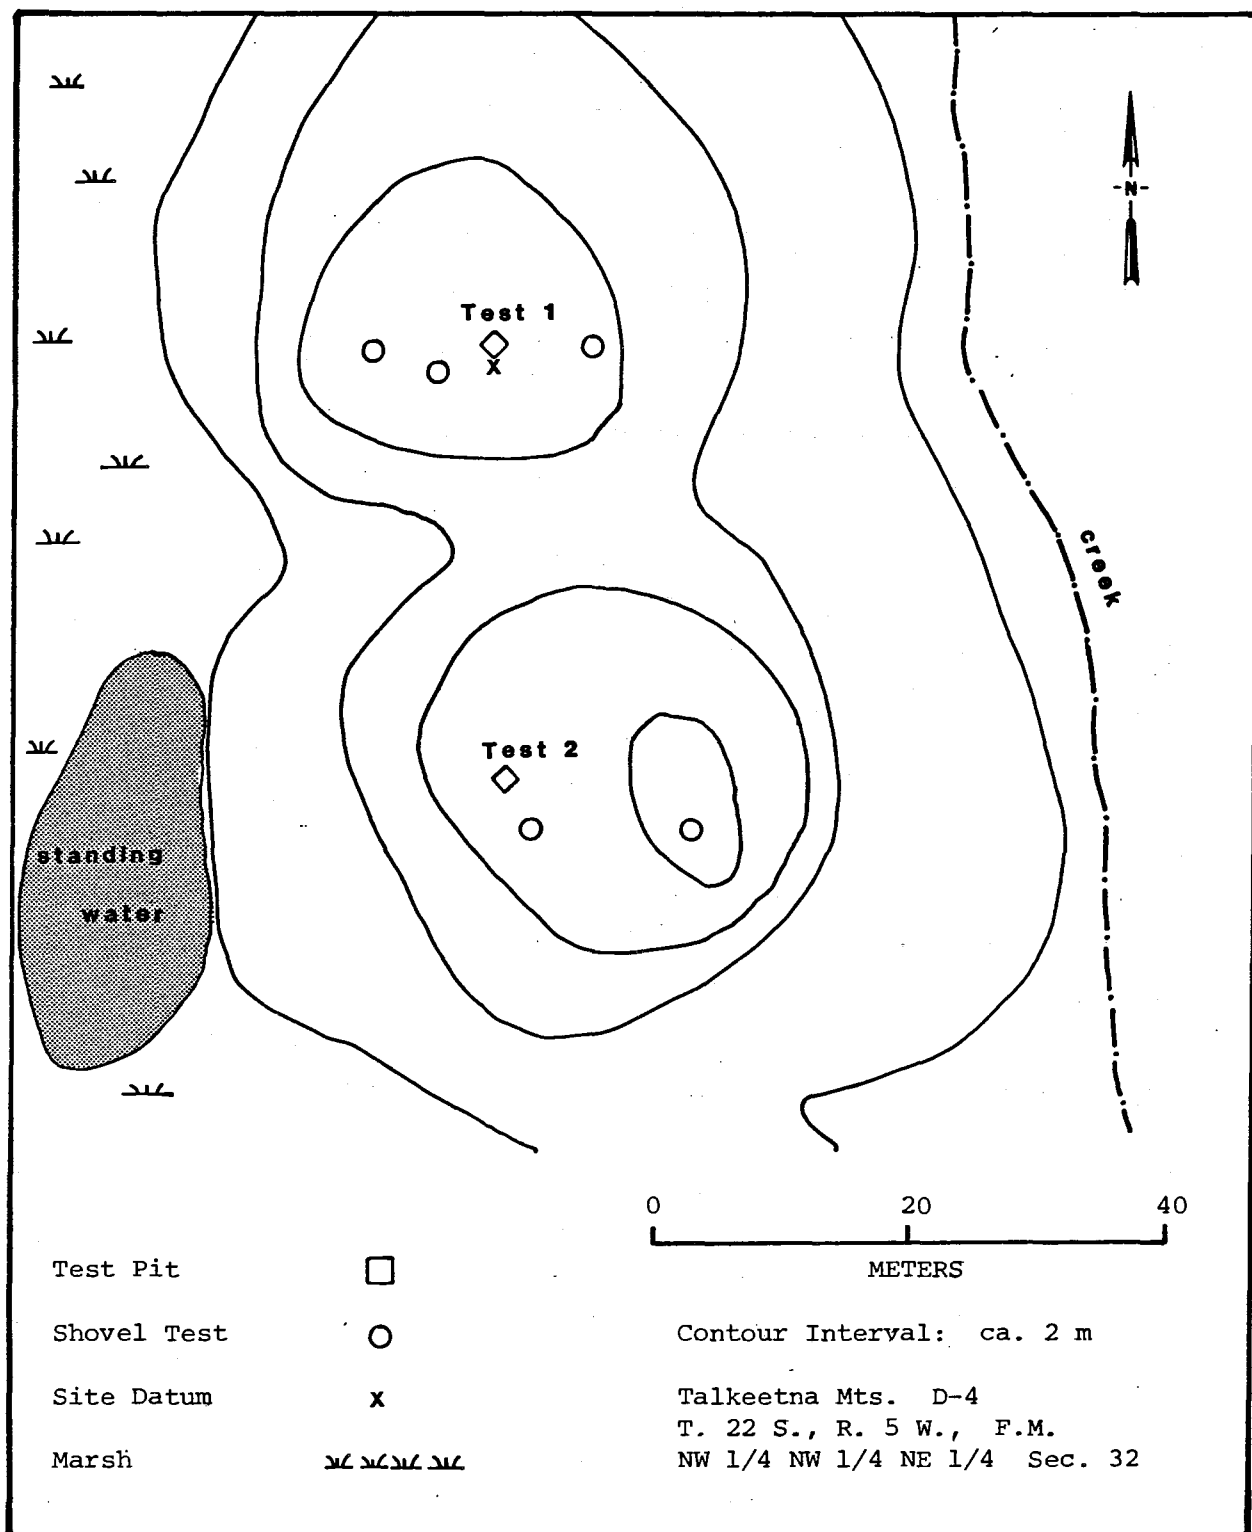 -N-
Test 1
x
creek
Test 2
standing
water
0 20 40
METERS
Test Pit
Shovel Test
Contour Interval: ca. 2 m
Site Datum x
Talkeetna Mts. D-4
T. 22 S., R. 5 W., F.M.
Marsh
NW 1/4 NW 1/4 NE 1/4 Sec. 32